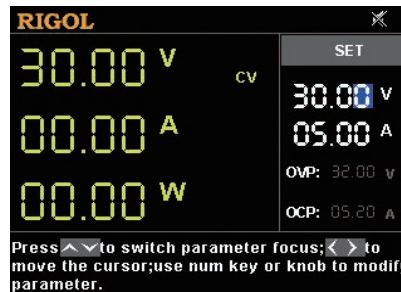 RIGOL
30.00 V
CV
00.00 A
00.00 W
SET
30.00 V
05.00 A
OVP: 32.00 V
OCP: 05.20 A
Press to switch parameter focus; to
move the cursor;use num key or knob to modif
parameter.